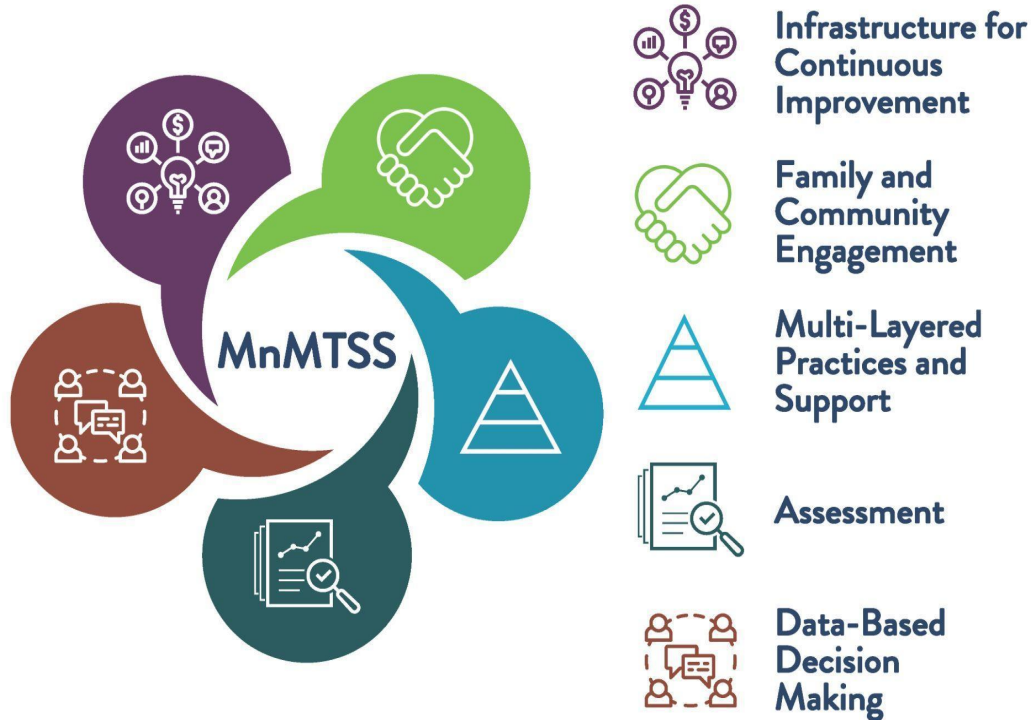 MnMTSS
Infrastructure for
Continuous
Improvement
Family and
Community
Engagement
Multi-Layered
Practices and
Support
Assessment
Data-Based
Decision
Making